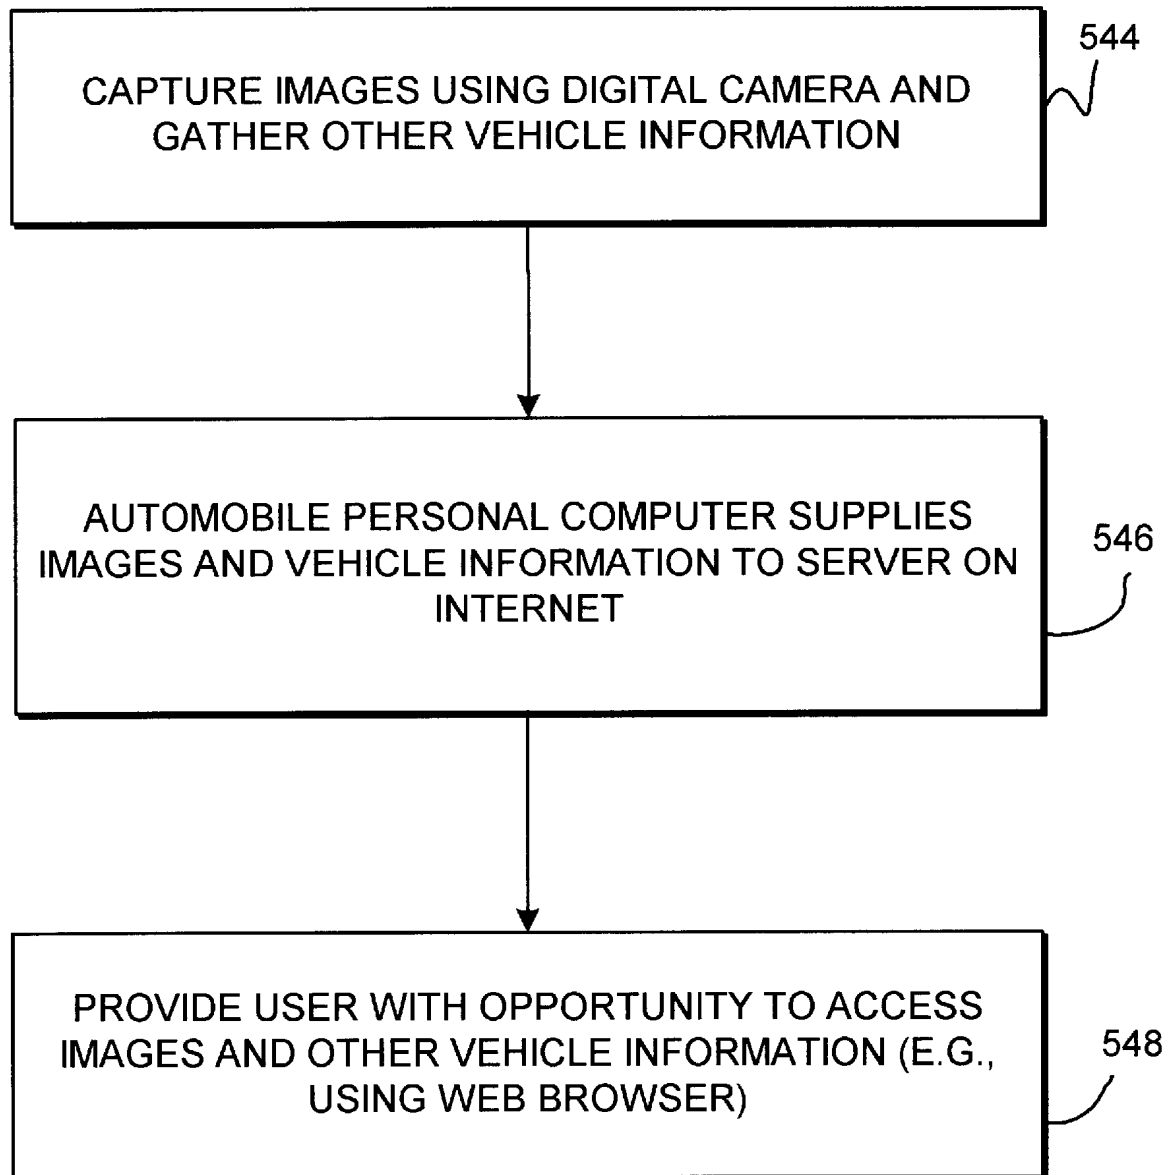 544
CAPTURE IMAGES USING DIGITAL CAMERA AND
GATHER OTHER VEHICLE INFORMATION
AUTOMOBILE PERSONAL COMPUTER SUPPLIES
IMAGES AND VEHICLE INFORMATION TO SERVER ON
INTERNET
546
PROVIDE USER WITH OPPORTUNITY TO ACCESS
IMAGES AND OTHER VEHICLE INFORMATION (E.G.,
USING WEB BROWSER)
548